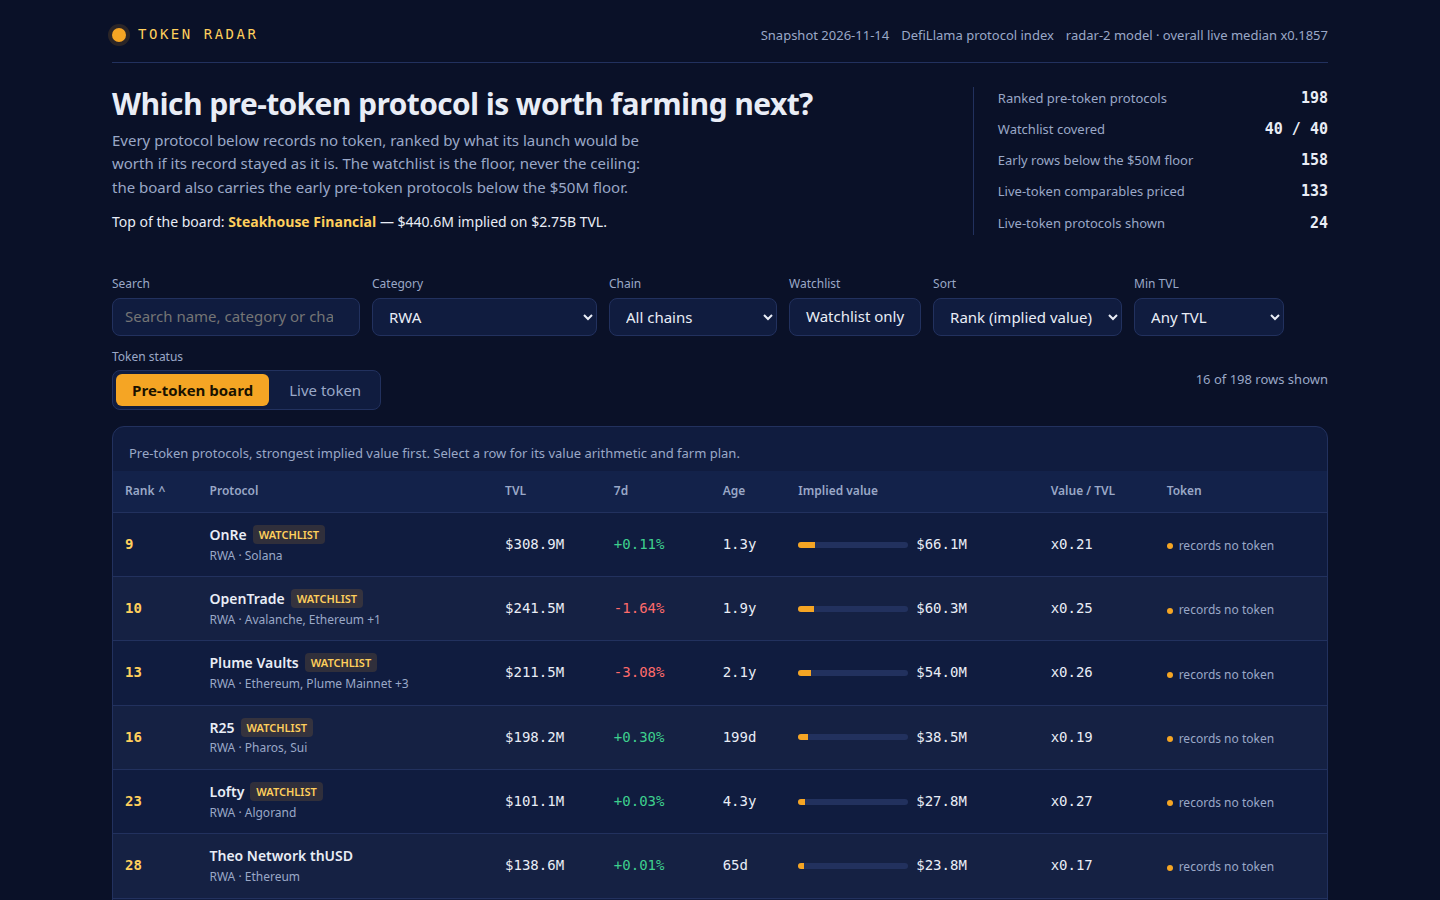 TOKEN RADAR
Snapshot 2026-11-14 DefiLlama protocol index radar-2 model · overall live median x0.1857
Which pre-token protocol is worth farming next?
Every protocol below records no token, ranked by what its launch would be
worth if its record stayed as it is. The watchlist is the floor, never the ceiling:
the board also carries the early pre-token protocols below the $50M floor.
Top of the board: Steakhouse Financial — $440.6M implied on $2.75B TVL.
Ranked pre-token protocols 198
Watchlist covered 40 / 40
Early rows below the $50M floor 158
Live-token comparables priced 133
Live-token protocols shown 24
Search Category Chain Watchlist Sort Min TVL
Search name, category or cha RWA All chains Watchlist only Rank (implied value) Any TVL
Token status
Pre-token board Live token
16 of 198 rows shown
Pre-token protocols, strongest implied value first. Select a row for its value arithmetic and farm plan.
Rank ^ Protocol TVL 7d Age Implied value Value / TVL Token
9 OnRe WATCHLIST $308.9M +0.11% 1.3y $66.1M x0.21 records no token
RWA · Solana
10 OpenTrade WATCHLIST $241.5M -1.64% 1.9y $60.3M x0.25 records no token
RWA · Avalanche, Ethereum +1
13 Plume Vaults WATCHLIST $211.5M -3.08% 2.1y $54.0M x0.26 records no token
RWA · Ethereum, Plume Mainnet +3
16 R25 WATCHLIST $198.2M +0.30% 199d $38.5M x0.19 records no token
RWA · Pharos, Sui
23 Lofty WATCHLIST $101.1M +0.03% 4.3y $27.8M x0.27 records no token
RWA · Algorand
28 Theo Network thUSD $138.6M +0.01% 65d $23.8M x0.17 records no token
RWA · Ethereum